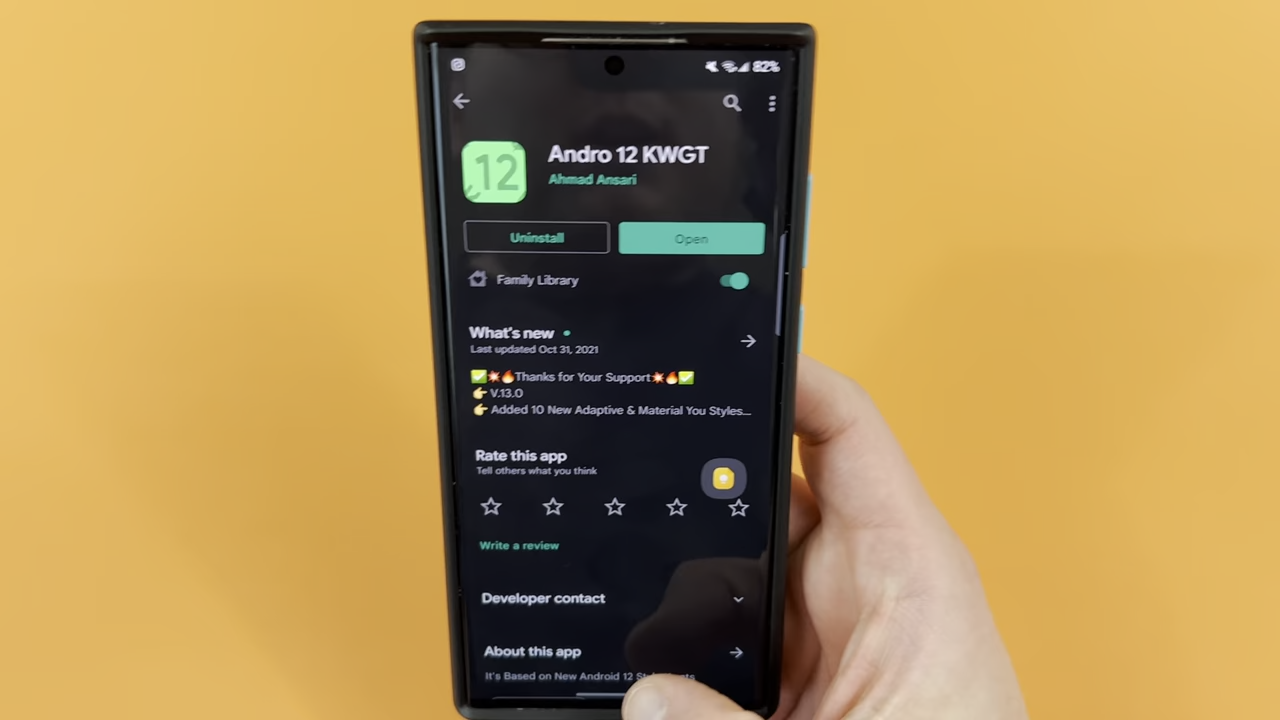 82%
12
Andro 12 KWGT
Ahmad Ansari
Uninstall
Open
Family Library
What's new
Last updated Oct 31, 2021
✅💥🔥Thanks for Your Support💥🔥✅
👉 V.13.0
👉 Added 10 New Adaptive & Material You Styles...
Rate this app
Tell others what you think
Write a review
Developer contact
About this app
It's Based on New Android 12